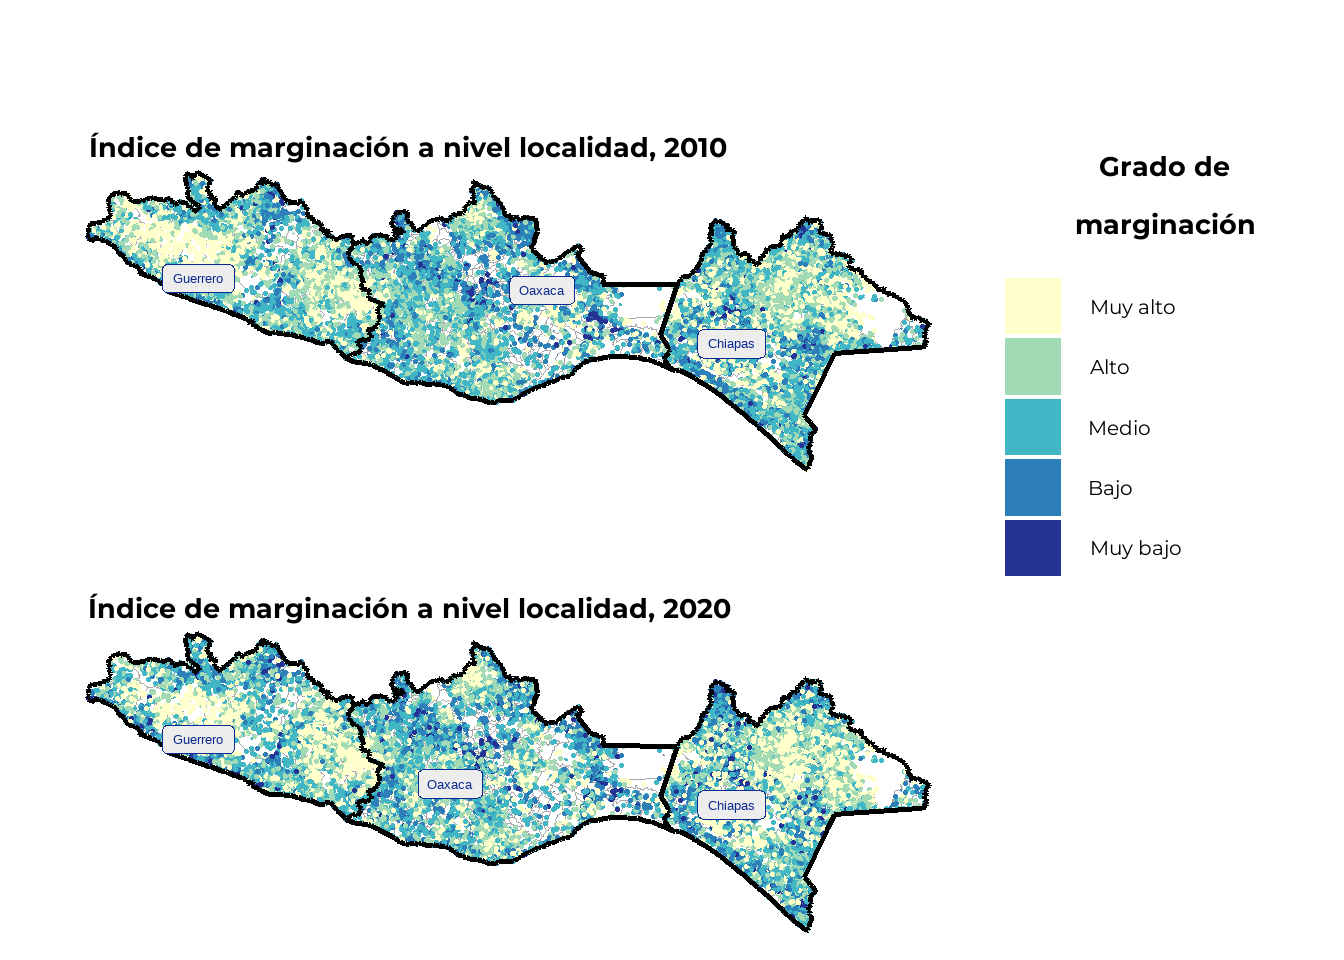 Índice de marginación a nivel localidad, 2010
Guerrero
Oaxaca
Chiapas
Grado de
marginación
Muy alto
Alto
Medio
Bajo
Muy bajo
Índice de marginación a nivel localidad, 2020
Guerrero
Oaxaca
Chiapas